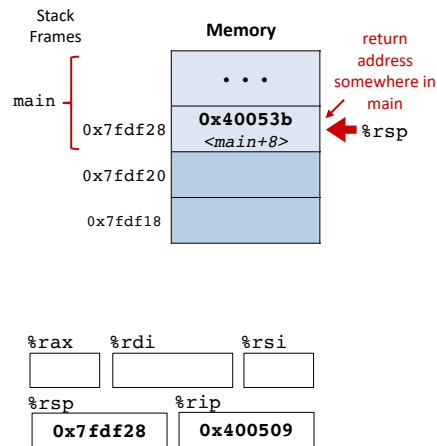 Stack
Frames
Memory
return
address
somewhere in
main
• • •
main
0x7fdf28
0x40053b
<main+8>
%rsp
0x7fdf20
0x7fdf18
%rax %rdi %rsi
%rsp %rip
0x7fdf28 0x400509